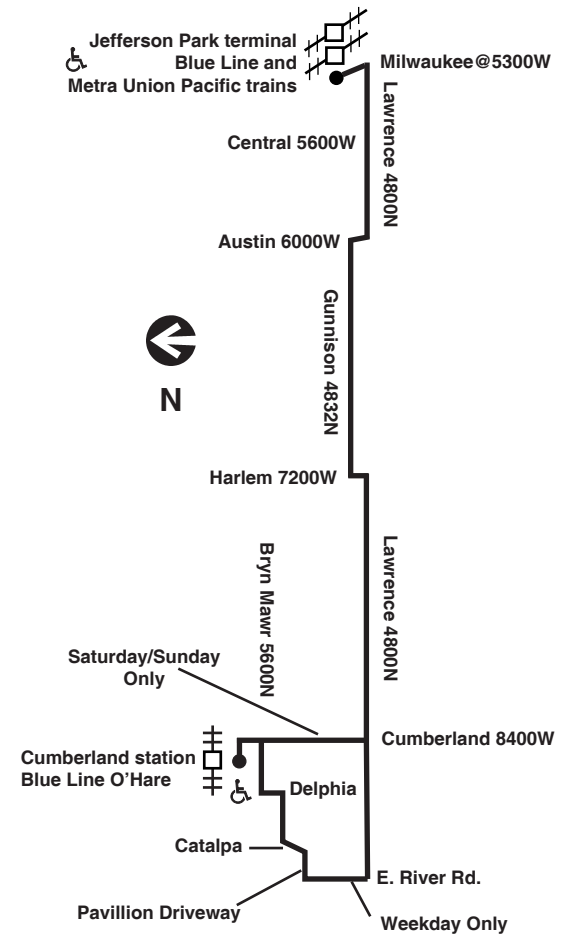 Jefferson Park terminal
Blue Line and
Metra Union Pacific trains
Milwaukee@5300W
Lawrence 4800N
Central 5600W
Austin 6000W
Gunnison 4832N
N
Harlem 7200W
Bryn Mawr 5600N
Lawrence 4800N
Saturday/Sunday
Only
Cumberland 8400W
Cumberland station
Blue Line O'Hare
Delphia
Catalpa
E. River Rd.
Pavillion Driveway
Weekday Only